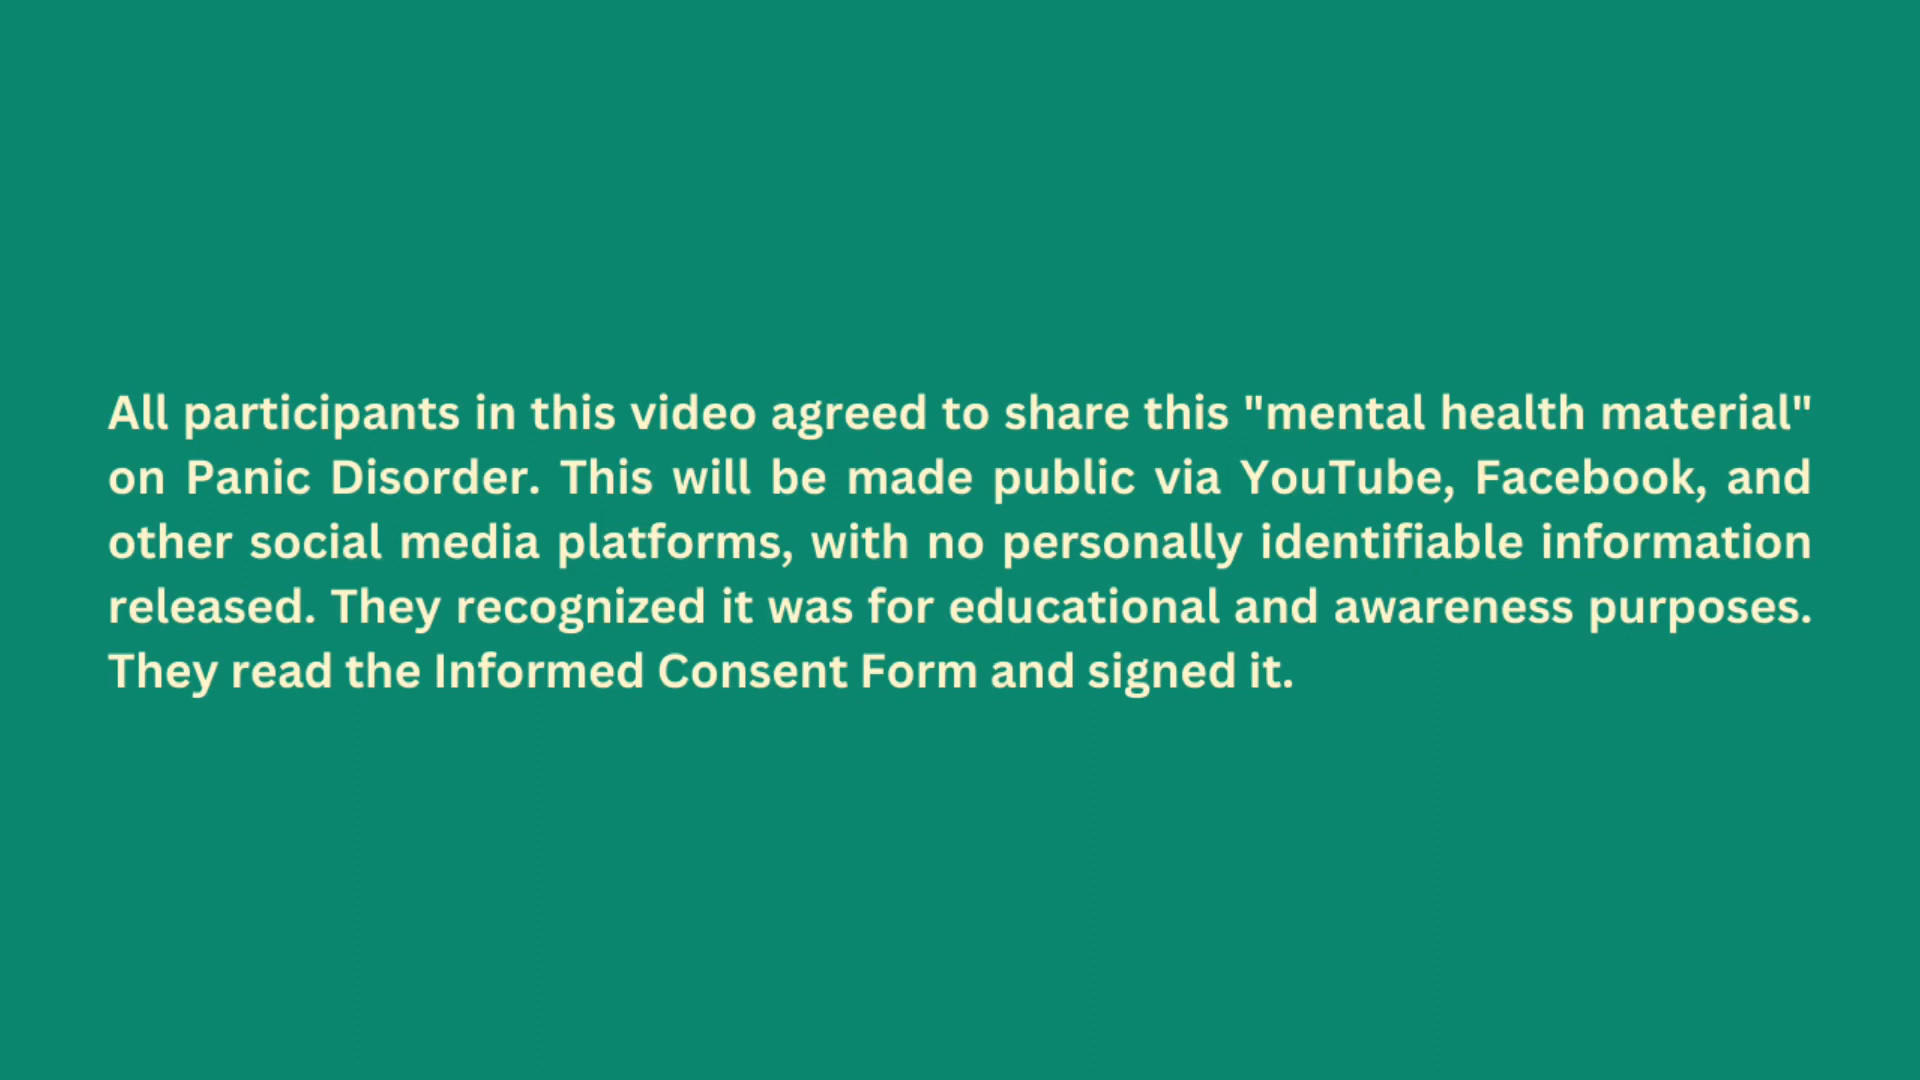 All participants in this video agreed to share this "mental health material"
on Panic Disorder. This will be made public via YouTube, Facebook, and
other social media platforms, with no personally identifiable information
released. They recognized it was for educational and awareness purposes.
They read the Informed Consent Form and signed it.